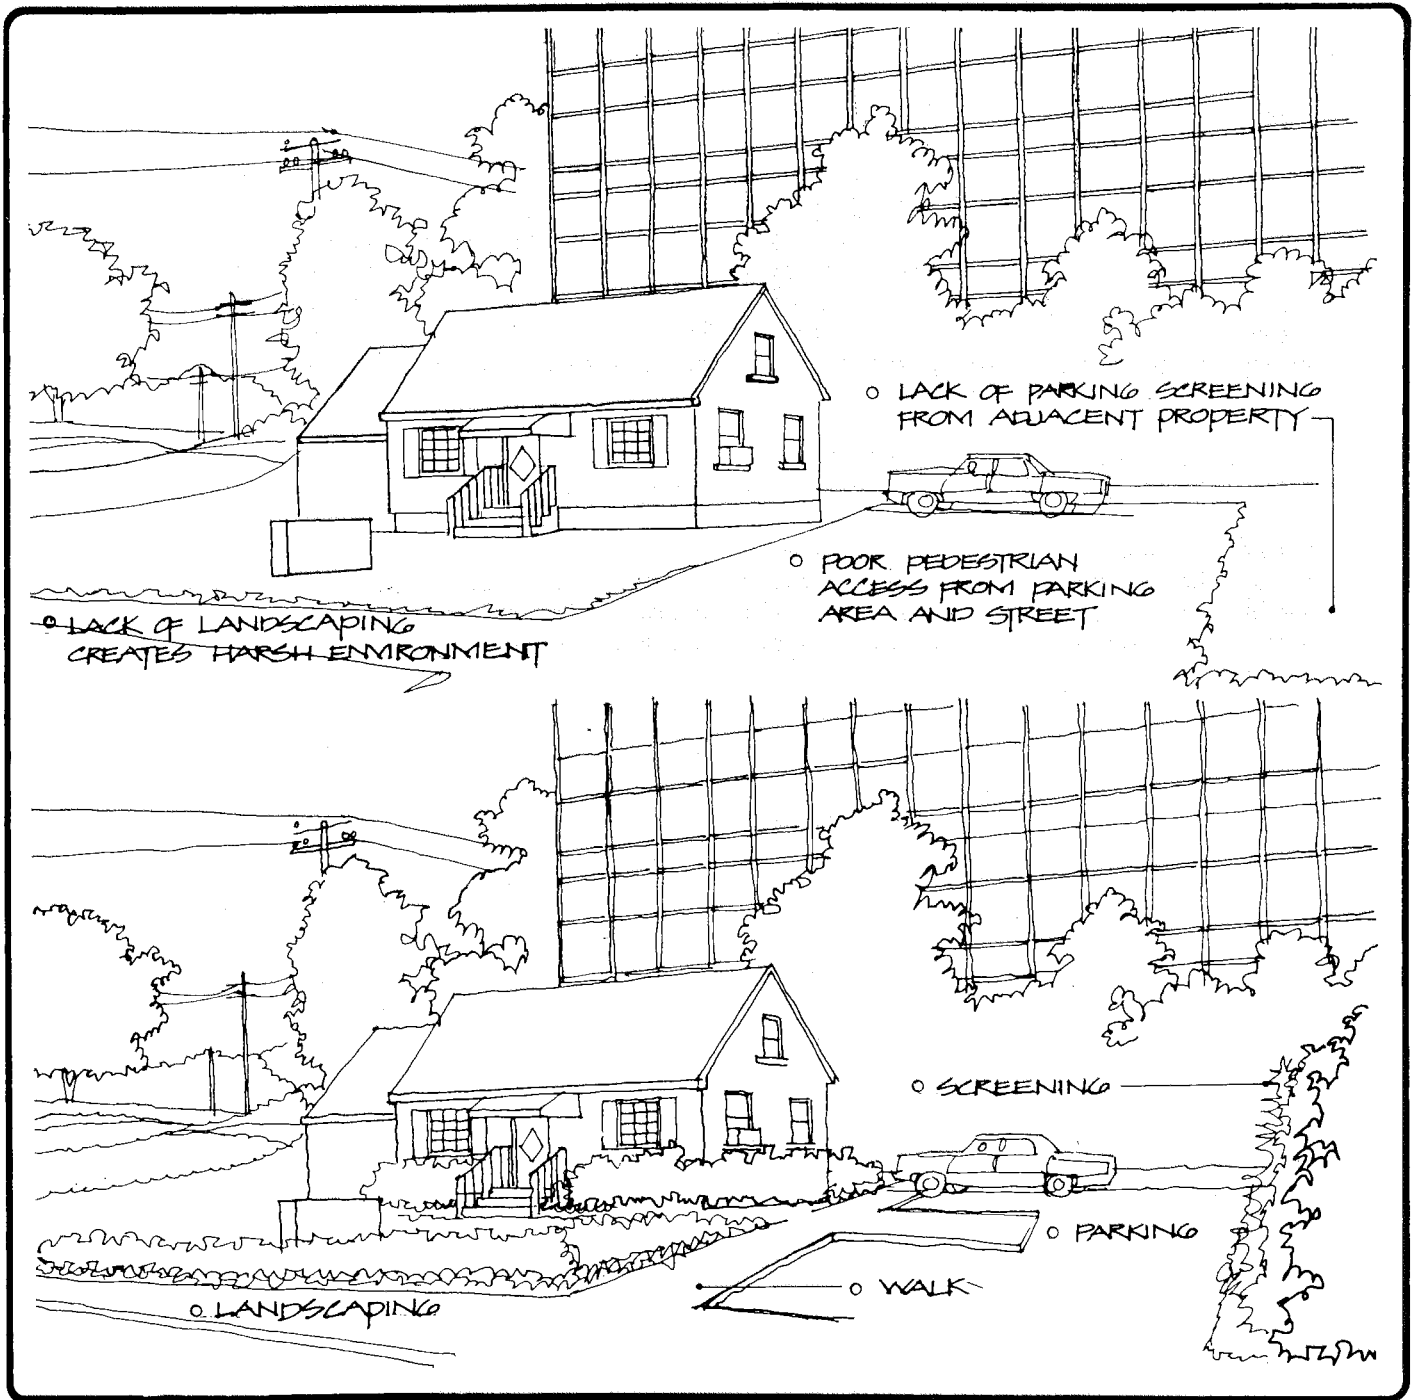 ○ LACK OF PARKING SCREENING
FROM ADJACENT PROPERTY
○ POOR PEDESTRIAN
ACCESS FROM PARKING
AREA AND STREET
○ LACK OF LANDSCAPING
CREATES HARSH ENVIRONMENT
○ SCREENING
○ PARKING
○ WALK
○ LANDSCAPING